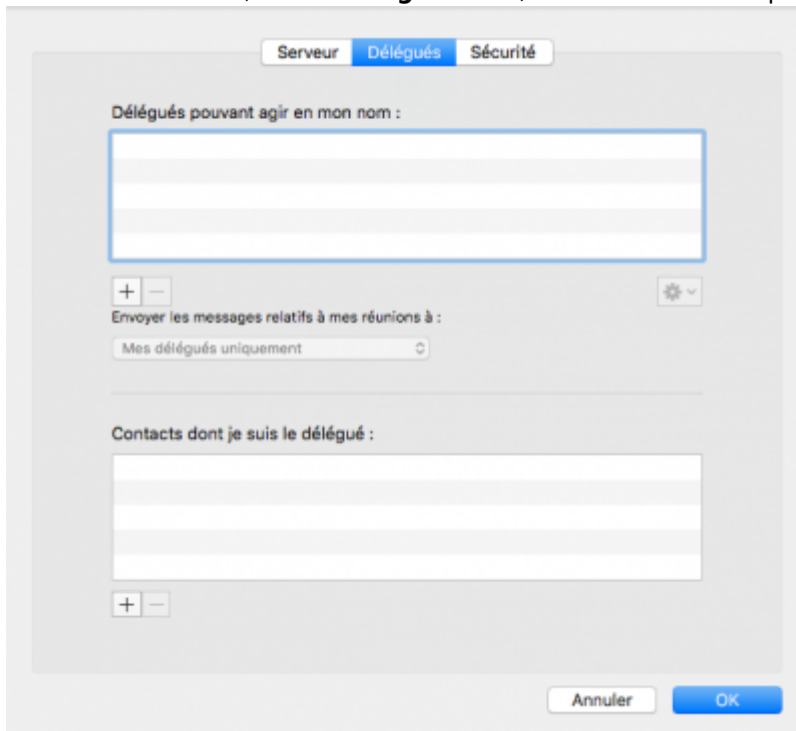 Serveur Délégués Sécurité
Délégués pouvant agir en mon nom :
Envoyer les messages relatifs à mes réunions à :
Mes délégués uniquement
Contacts dont je suis le délégué :
Annuler OK